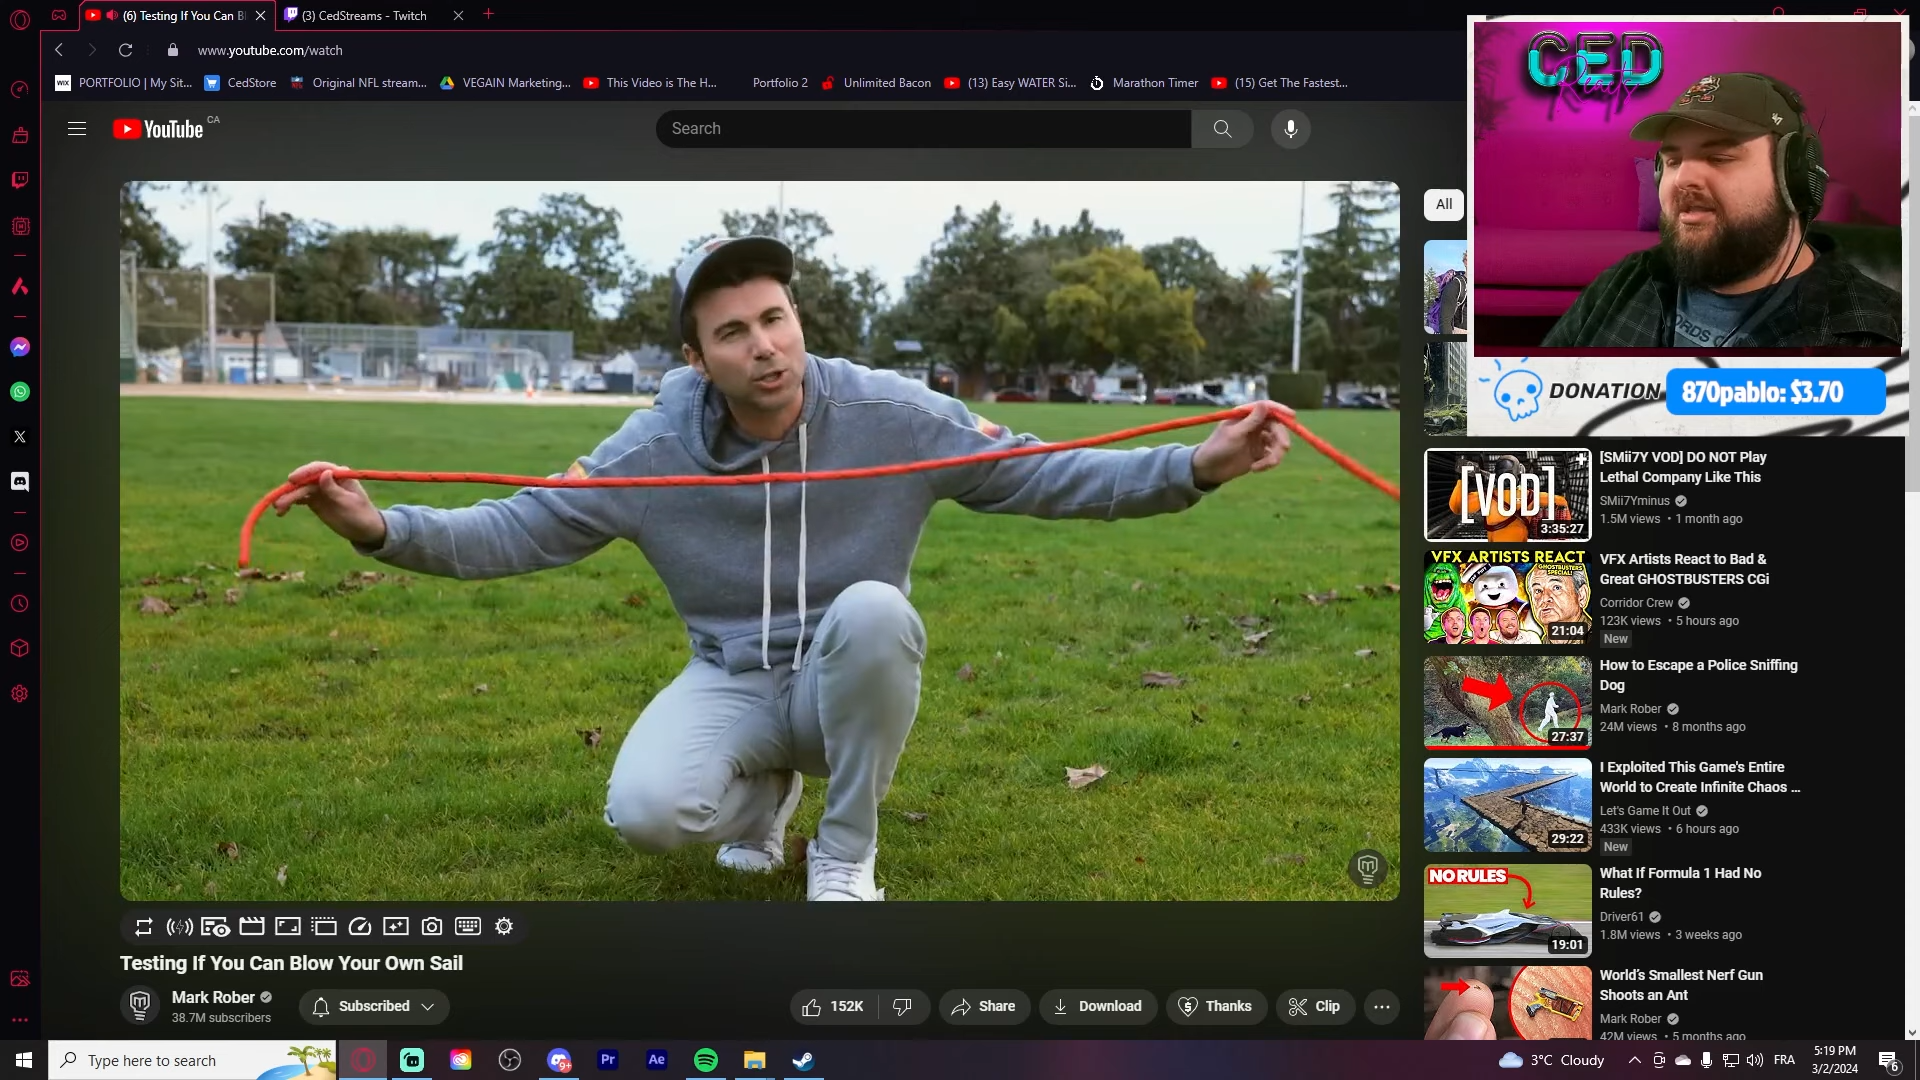 (6) Testing If You Can Bl
(3) CedStreams - Twitch
www.youtube.com/watch
WIX PORTFOLIO | My Sit...
CedStore
Original NFL stream...
VEGAIN Marketing...
This Video is The H...
Portfolio 2
Unlimited Bacon
(13) Easy WATER Si...
Marathon Timer
(15) Get The Fastest...
YouTube CA
Search
All
CED
Reacts
DONATION 870pablo: $3.70
[VOD]
3:35:27
[SMii7Y VOD] DO NOT Play
Lethal Company Like This
SMii7Yminus
1.5M views • 1 month ago
VFX ARTISTS REACT
GHOSTBUSTERS
SPECIAL!
21:04
VFX Artists React to Bad &
Great GHOSTBUSTERS CGi
Corridor Crew
123K views • 5 hours ago
New
27:37
How to Escape a Police Sniffing
Dog
Mark Rober
24M views • 8 months ago
29:22
I Exploited This Game's Entire
World to Create Infinite Chaos ...
Let's Game It Out
433K views • 6 hours ago
New
NO RULES
19:01
What If Formula 1 Had No
Rules?
Driver61
1.8M views • 3 weeks ago
World's Smallest Nerf Gun
Shoots an Ant
Mark Rober
42M views • 5 months ago
Testing If You Can Blow Your Own Sail
Mark Rober
38.7M subscribers
Subscribed
152K
Share
Download
Thanks
Clip
Type here to search
9+
Pr
Ae
3°C Cloudy
FRA
5:19 PM
3/2/2024
6